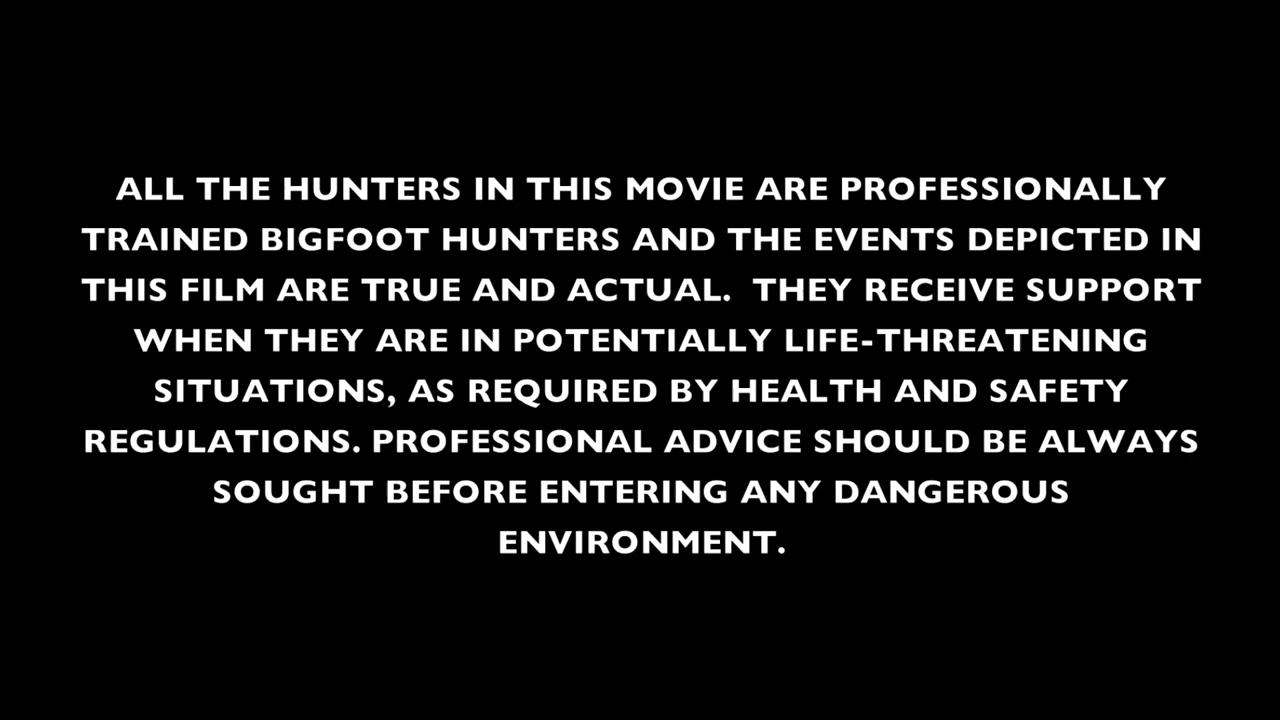 ALL THE HUNTERS IN THIS MOVIE ARE PROFESSIONALLY
TRAINED BIGFOOT HUNTERS AND THE EVENTS DEPICTED IN
THIS FILM ARE TRUE AND ACTUAL.  THEY RECEIVE SUPPORT
WHEN THEY ARE IN POTENTIALLY LIFE-THREATENING
SITUATIONS, AS REQUIRED BY HEALTH AND SAFETY
REGULATIONS. PROFESSIONAL ADVICE SHOULD BE ALWAYS
SOUGHT BEFORE ENTERING ANY DANGEROUS
ENVIRONMENT.